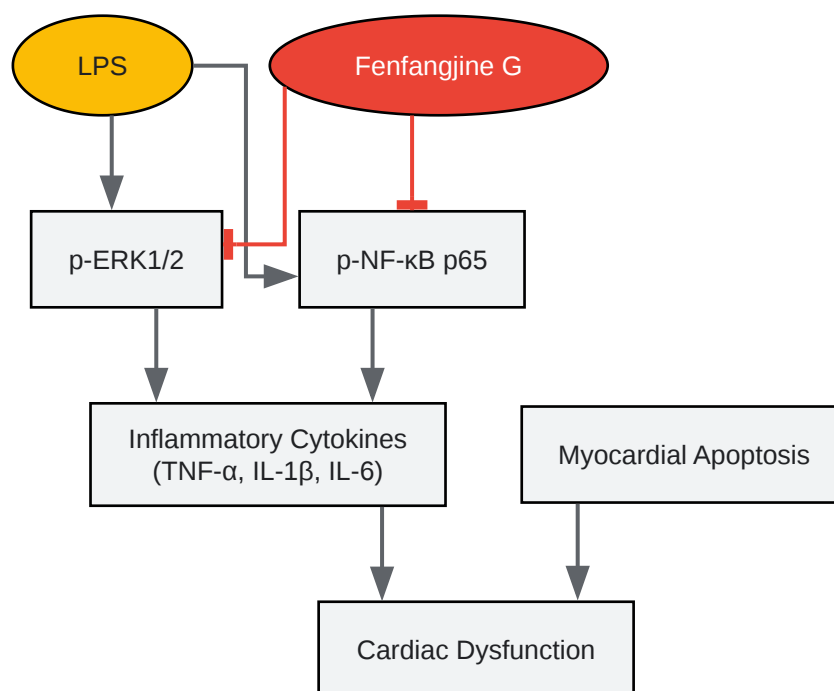 LPS
Fenfangjine G
p-ERK1/2
p-NF-κB p65
Inflammatory Cytokines
(TNF-α, IL-1β, IL-6)
Myocardial Apoptosis
Cardiac Dysfunction